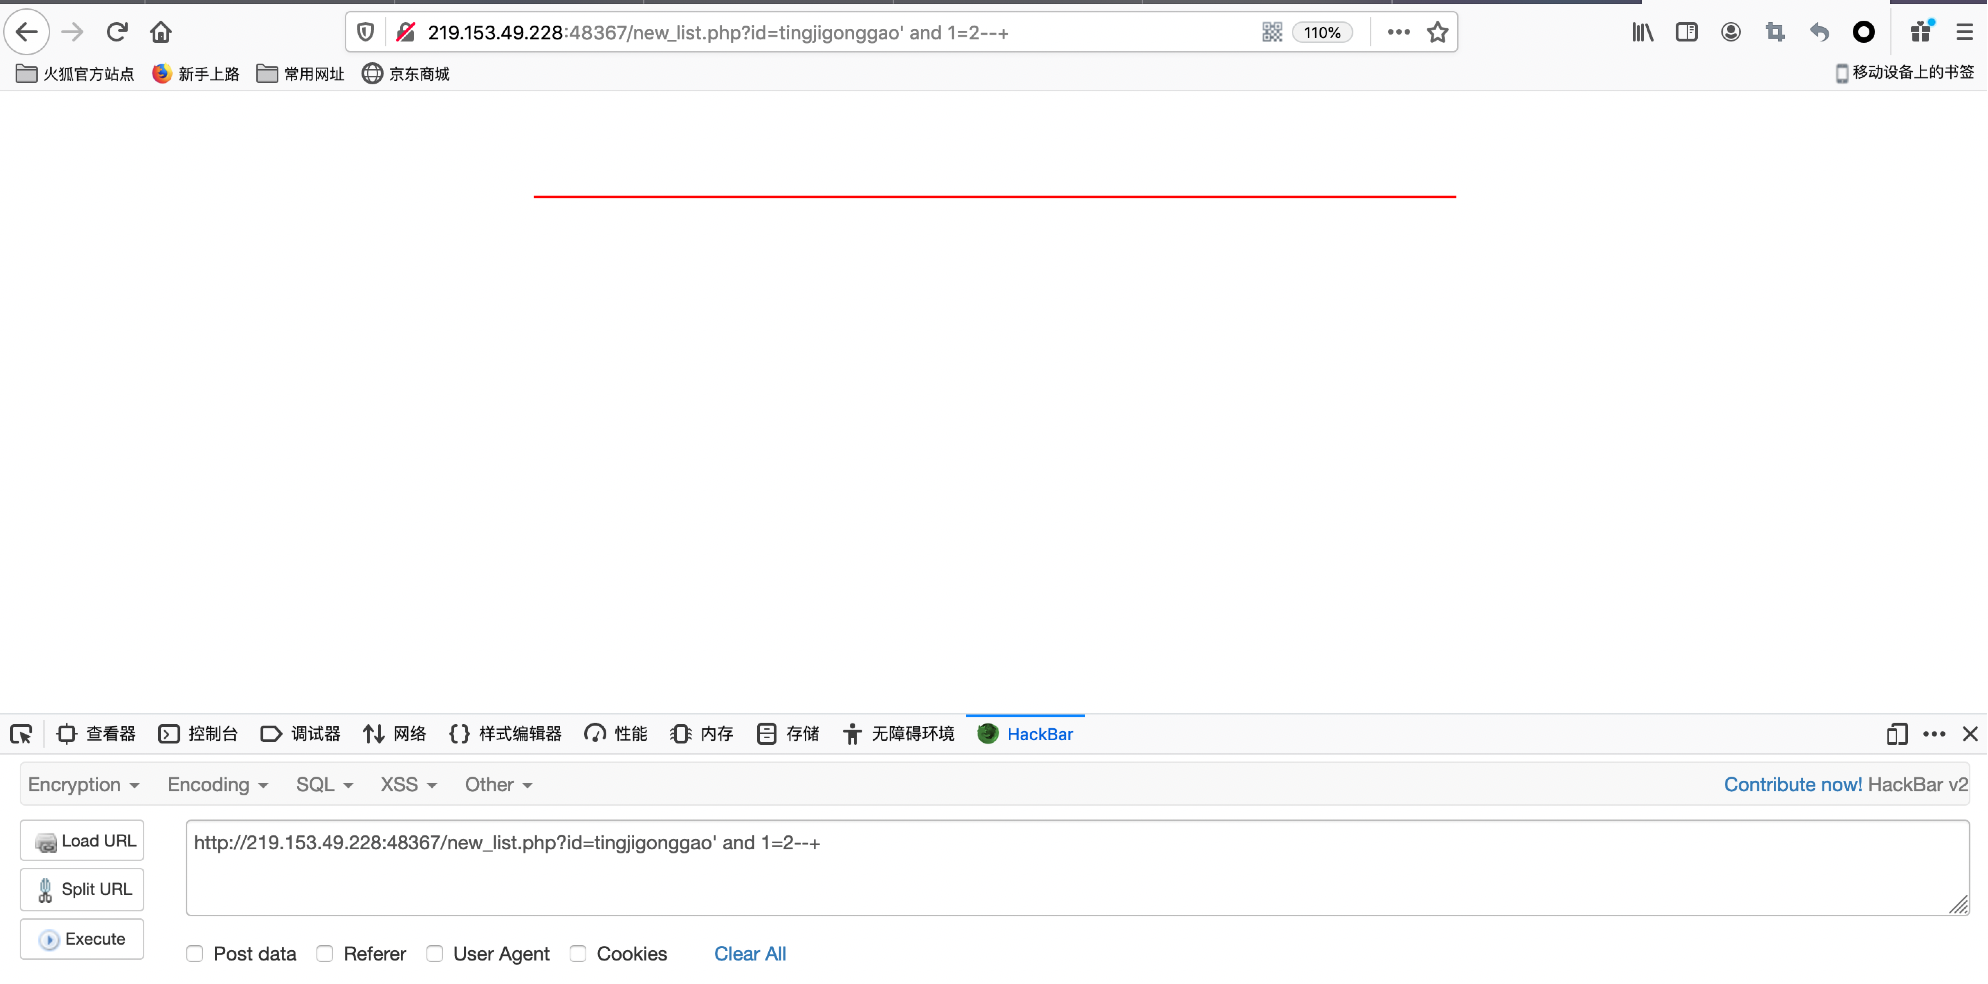 219.153.49.228:48367/new_list.php?id=tingjigonggao' and 1=2--+
110%
火狐官方站点 新手上路 常用网址 京东商城 移动设备上的书签
查看器 控制台 调试器 网络 样式编辑器 性能 内存 存储 无障碍环境 HackBar
Encryption Encoding SQL XSS Other Contribute now! HackBar v2
Load URL
http://219.153.49.228:48367/new_list.php?id=tingjigonggao' and 1=2--+
Split URL
Execute
Post data Referer User Agent Cookies Clear All